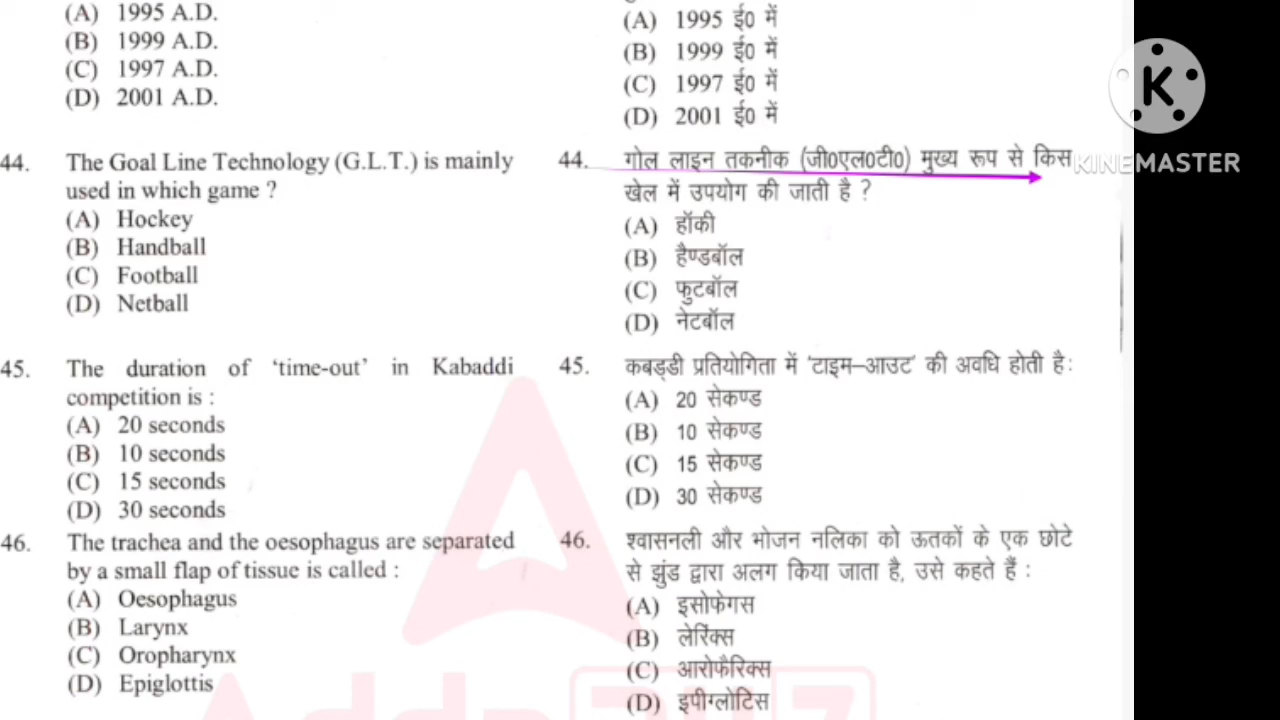 (A) 1995 A.D.
(B) 1999 A.D.
(C) 1997 A.D.
(D) 2001 A.D.
44. The Goal Line Technology (G.L.T.) is mainly
used in which game ?
(A) Hockey
(B) Handball
(C) Football
(D) Netball
45. The duration of ‘time-out’ in Kabaddi
competition is :
(A) 20 seconds
(B) 10 seconds
(C) 15 seconds
(D) 30 seconds
46. The trachea and the oesophagus are separated
by a small flap of tissue is called :
(A) Oesophagus
(B) Larynx
(C) Oropharynx
(D) Epiglottis
(A) 1995 ई0 में
(B) 1999 ई0 में
(C) 1997 ई0 में
(D) 2001 ई0 में
44. गोल लाइन तकनीक (जी0एल0टी0) मुख्य रूप से किस
खेल में उपयोग की जाती है ?
(A) हॉकी
(B) हैण्डबॉल
(C) फुटबॉल
(D) नेटबॉल
45. कबड्डी प्रतियोगिता में ‘टाइम–आउट’ की अवधि होती है:
(A) 20 सेकण्ड
(B) 10 सेकण्ड
(C) 15 सेकण्ड
(D) 30 सेकण्ड
46. श्वासनली और भोजन नलिका को ऊतकों के एक छोटे
से झुंड द्वारा अलग किया जाता है, उसे कहते हैं :
(A) इसोफेगस
(B) लेरिंक्स
(C) आरोफैरिक्स
(D) इपीग्लोटिस
K
KINEMASTER